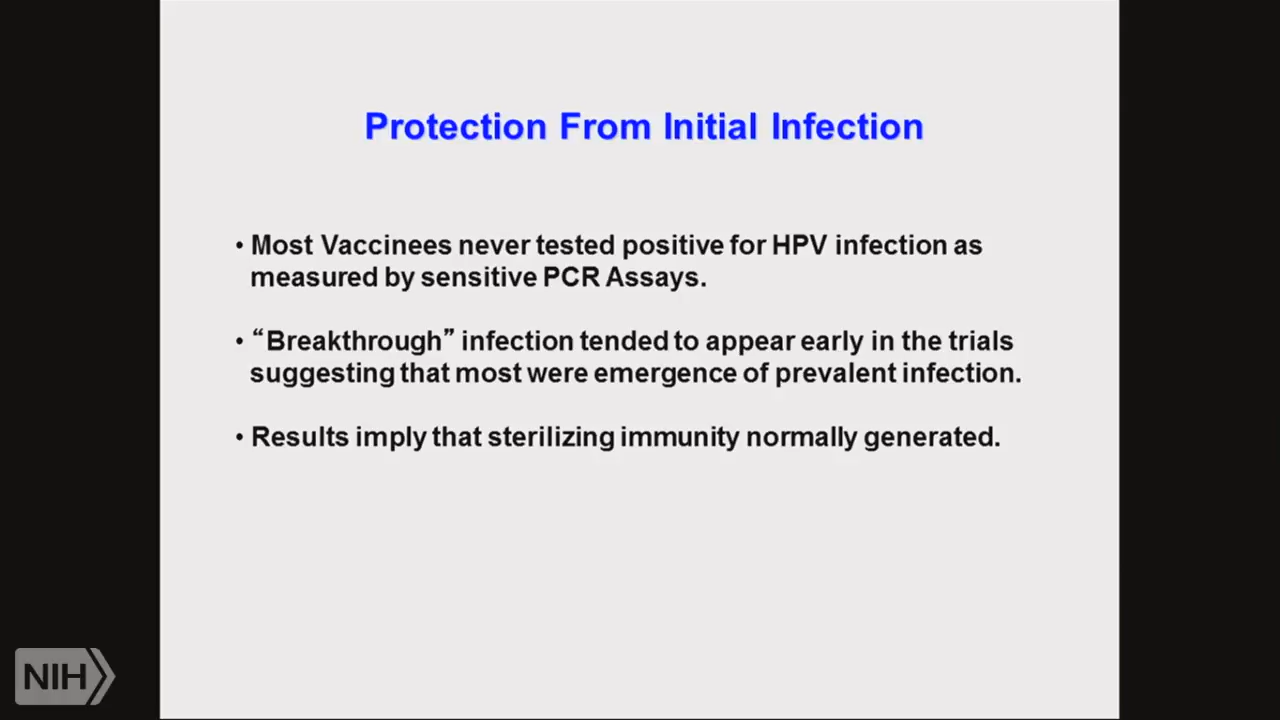 Protection From Initial Infection
• Most Vaccinees never tested positive for HPV infection as
measured by sensitive PCR Assays.
• “Breakthrough” infection tended to appear early in the trials
suggesting that most were emergence of prevalent infection.
• Results imply that sterilizing immunity normally generated.
NIH